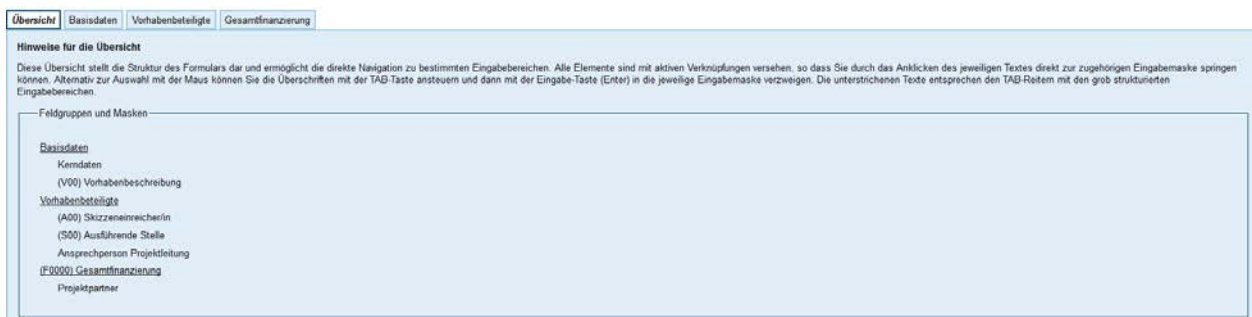 Übersicht Basisdaten Vorhabenbeteiligte Gesamtfinanzierung
Hinweise für die Übersicht
Diese Übersicht stellt die Struktur des Formulars dar und ermöglicht die direkte Navigation zu bestimmten Eingabebereichen. Alle Elemente sind mit aktiven Verknüpfungen versehen, so dass Sie durch das Anklicken des jeweiligen Textes direkt zur zugehörigen Eingabemaske springen
können. Alternativ zur Auswahl mit der Maus können Sie die Überschriften mit der TAB-Taste ansteuern und dann mit der Eingabe-Taste (Enter) in die jeweilige Eingabemaske verzweigen. Die unterstrichenen Texte entsprechen den TAB-Reitern mit den grob strukturierten
Eingabebereichen.
Feldgruppen und Masken
Basisdaten
Kerndaten
(V00) Vorhabenbeschreibung
Vorhabenbeteiligte
(A00) Skizzeneinreicher/in
(S00) Ausführende Stelle
Ansprechperson Projektleitung
(F0000) Gesamtfinanzierung
Projektpartner